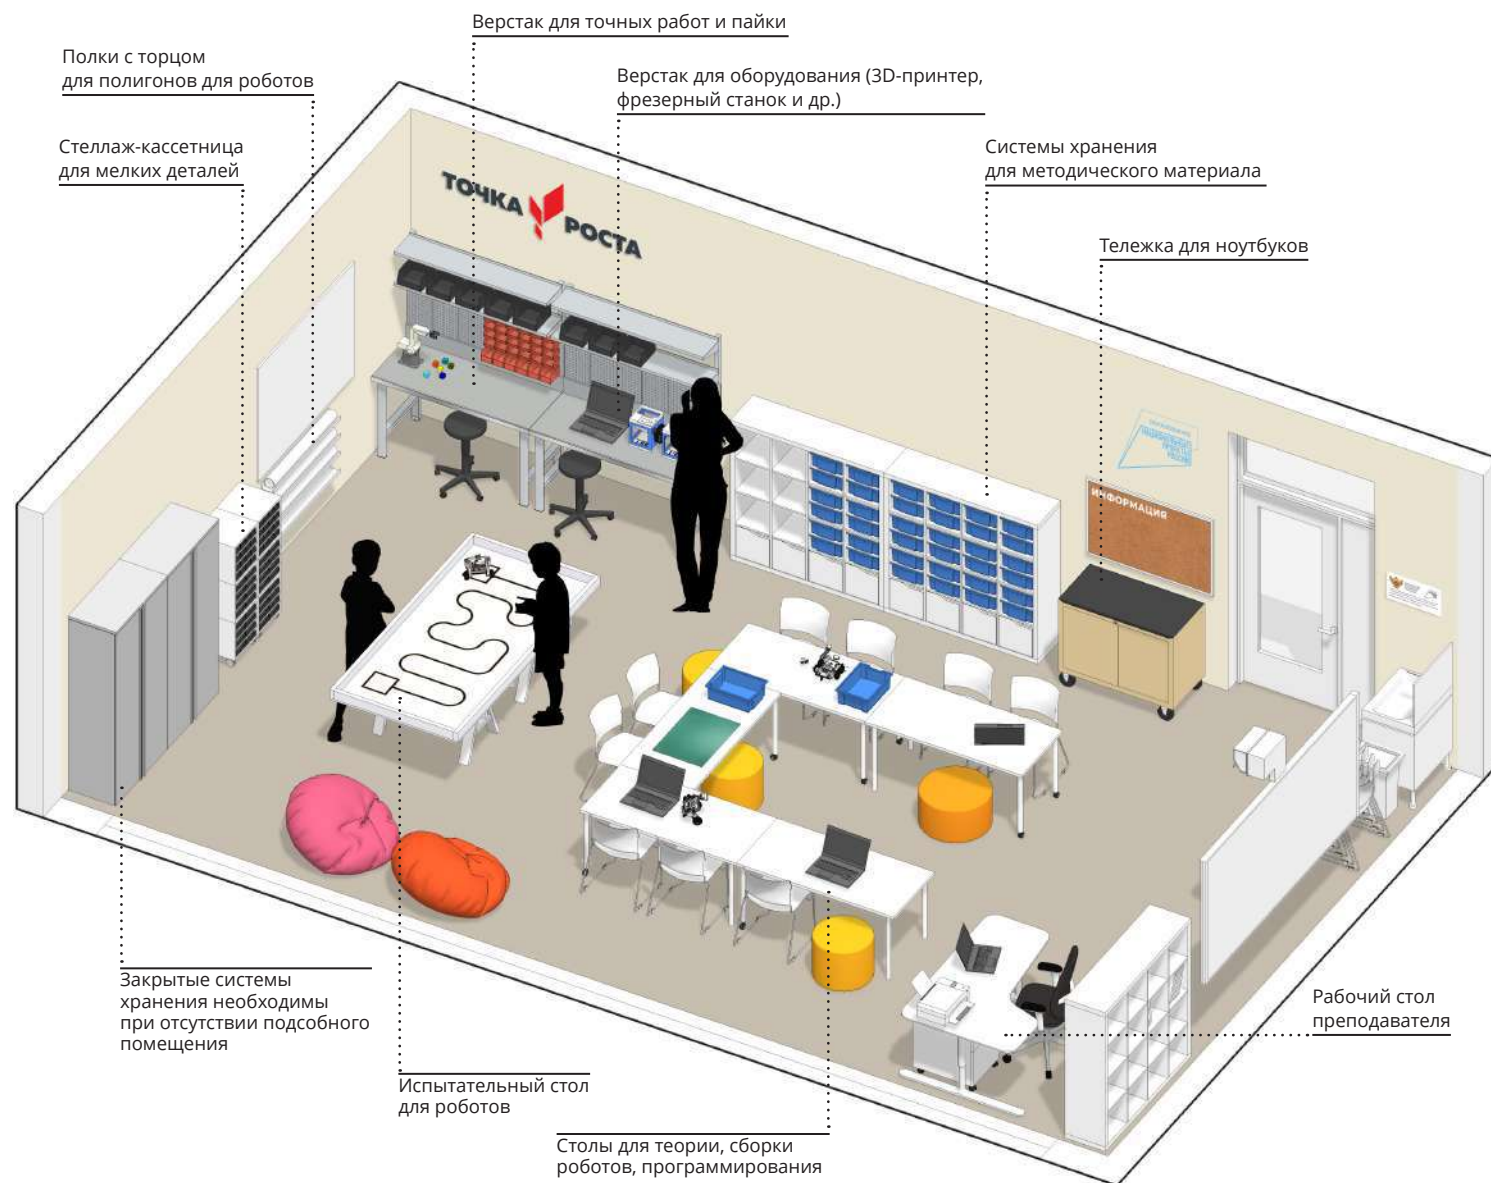 Верстак для точных работ и пайки
Полки с торцом
для полигонов для роботов
Верстак для оборудования (3D-принтер,
фрезерный станок и др.)
Стеллаж-кассетница
для мелких деталей
Системы хранения
для методического материала
Тележка для ноутбуков
ТОЧКА
РОСТА
ИНФОРМАЦИЯ
Закрытые системы
хранения необходимы
при отсутствии подсобного
помещения
Рабочий стол
преподавателя
Испытательный стол
для роботов
Столы для теории, сборки
роботов, программирования